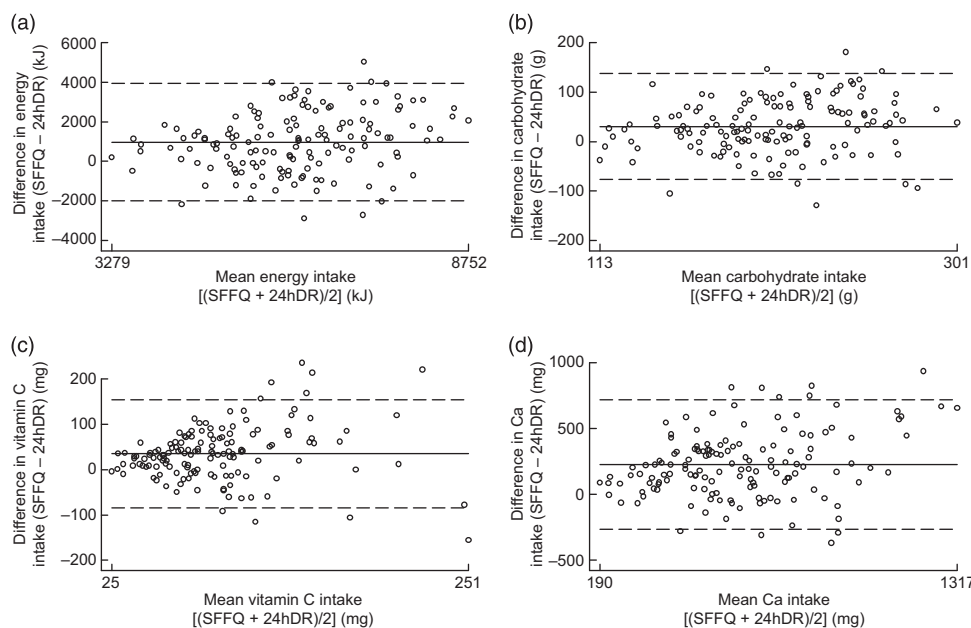 (a)
6000
4000
2000
0
–2000
–4000
Difference in energy
intake (SFFQ – 24hDR) (kJ)
3279
8752
Mean energy intake
[(SFFQ + 24hDR)/2] (kJ)
(b)
200
100
0
–100
–200
Difference in carbohydrate
intake (SFFQ – 24hDR) (g)
113
301
Mean carbohydrate intake
[(SFFQ + 24hDR)/2] (g)
(c)
200
100
0
–100
–200
Difference in vitamin C
intake (SFFQ – 24hDR) (mg)
25
251
Mean vitamin C intake
[(SFFQ + 24hDR)/2] (mg)
(d)
1000
500
0
–500
Difference in Ca
intake (SFFQ – 24hDR) (mg)
190
1317
Mean Ca intake
[(SFFQ + 24hDR)/2] (mg)